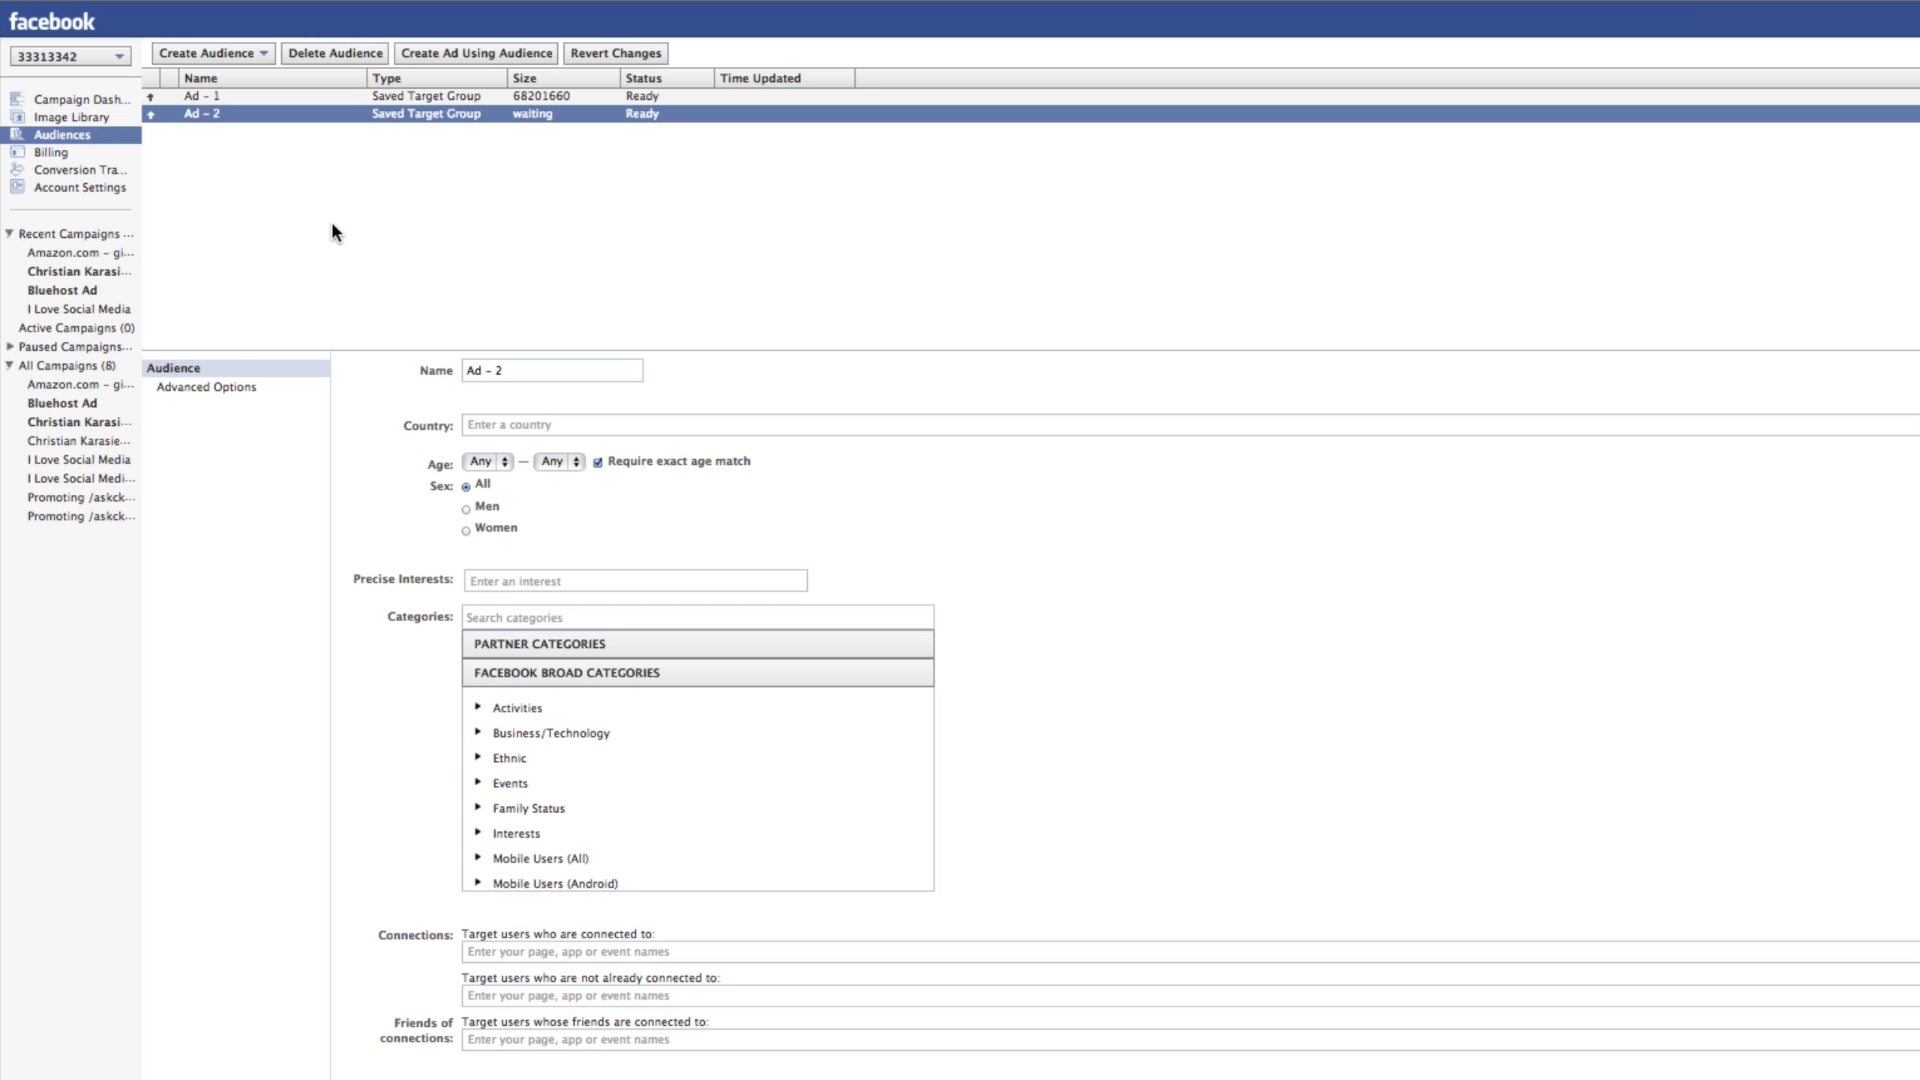 facebook
33313342
Create Audience
Delete Audience
Create Ad Using Audience
Revert Changes
Name Type Size Status Time Updated
Ad - 1 Saved Target Group 68201660 Ready
Ad - 2 Saved Target Group waiting Ready
Campaign Dash...
Image Library
Audiences
Billing
Conversion Tra...
Account Settings
Recent Campaigns ...
Amazon.com - gi...
Christian Karasi...
Bluehost Ad
I Love Social Media
Active Campaigns (0)
Paused Campaigns...
All Campaigns (8)
Amazon.com - gi...
Bluehost Ad
Christian Karasi...
Christian Karasie...
I Love Social Media
I Love Social Medi...
Promoting /askck...
Promoting /askck...
Audience
Advanced Options
Name Ad - 2
Country: Enter a country
Age: Any — Any Require exact age match
Sex: All
Men
Women
Precise Interests: Enter an interest
Categories: Search categories
PARTNER CATEGORIES
FACEBOOK BROAD CATEGORIES
Activities
Business/Technology
Ethnic
Events
Family Status
Interests
Mobile Users (All)
Mobile Users (Android)
Connections: Target users who are connected to:
Enter your page, app or event names
Target users who are not already connected to:
Enter your page, app or event names
Friends of connections: Target users whose friends are connected to:
Enter your page, app or event names